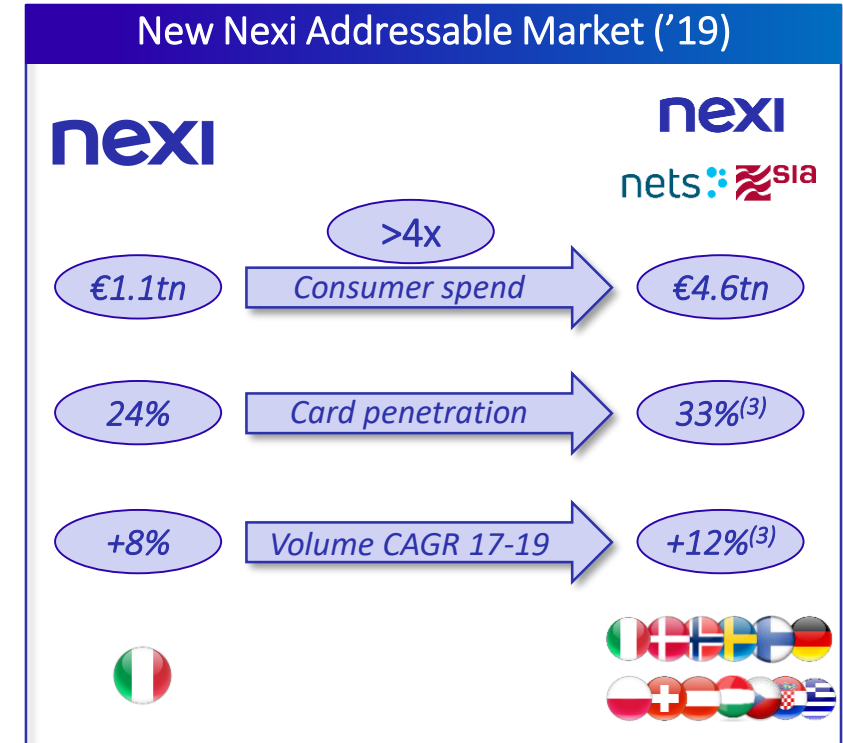 New Nexi Addressable Market ('19)
nexi
nexi
nets sia
>4x
€1.1tn Consumer spend €4.6tn
24% Card penetration 33%(3)
+8% Volume CAGR 17-19 +12%(3)